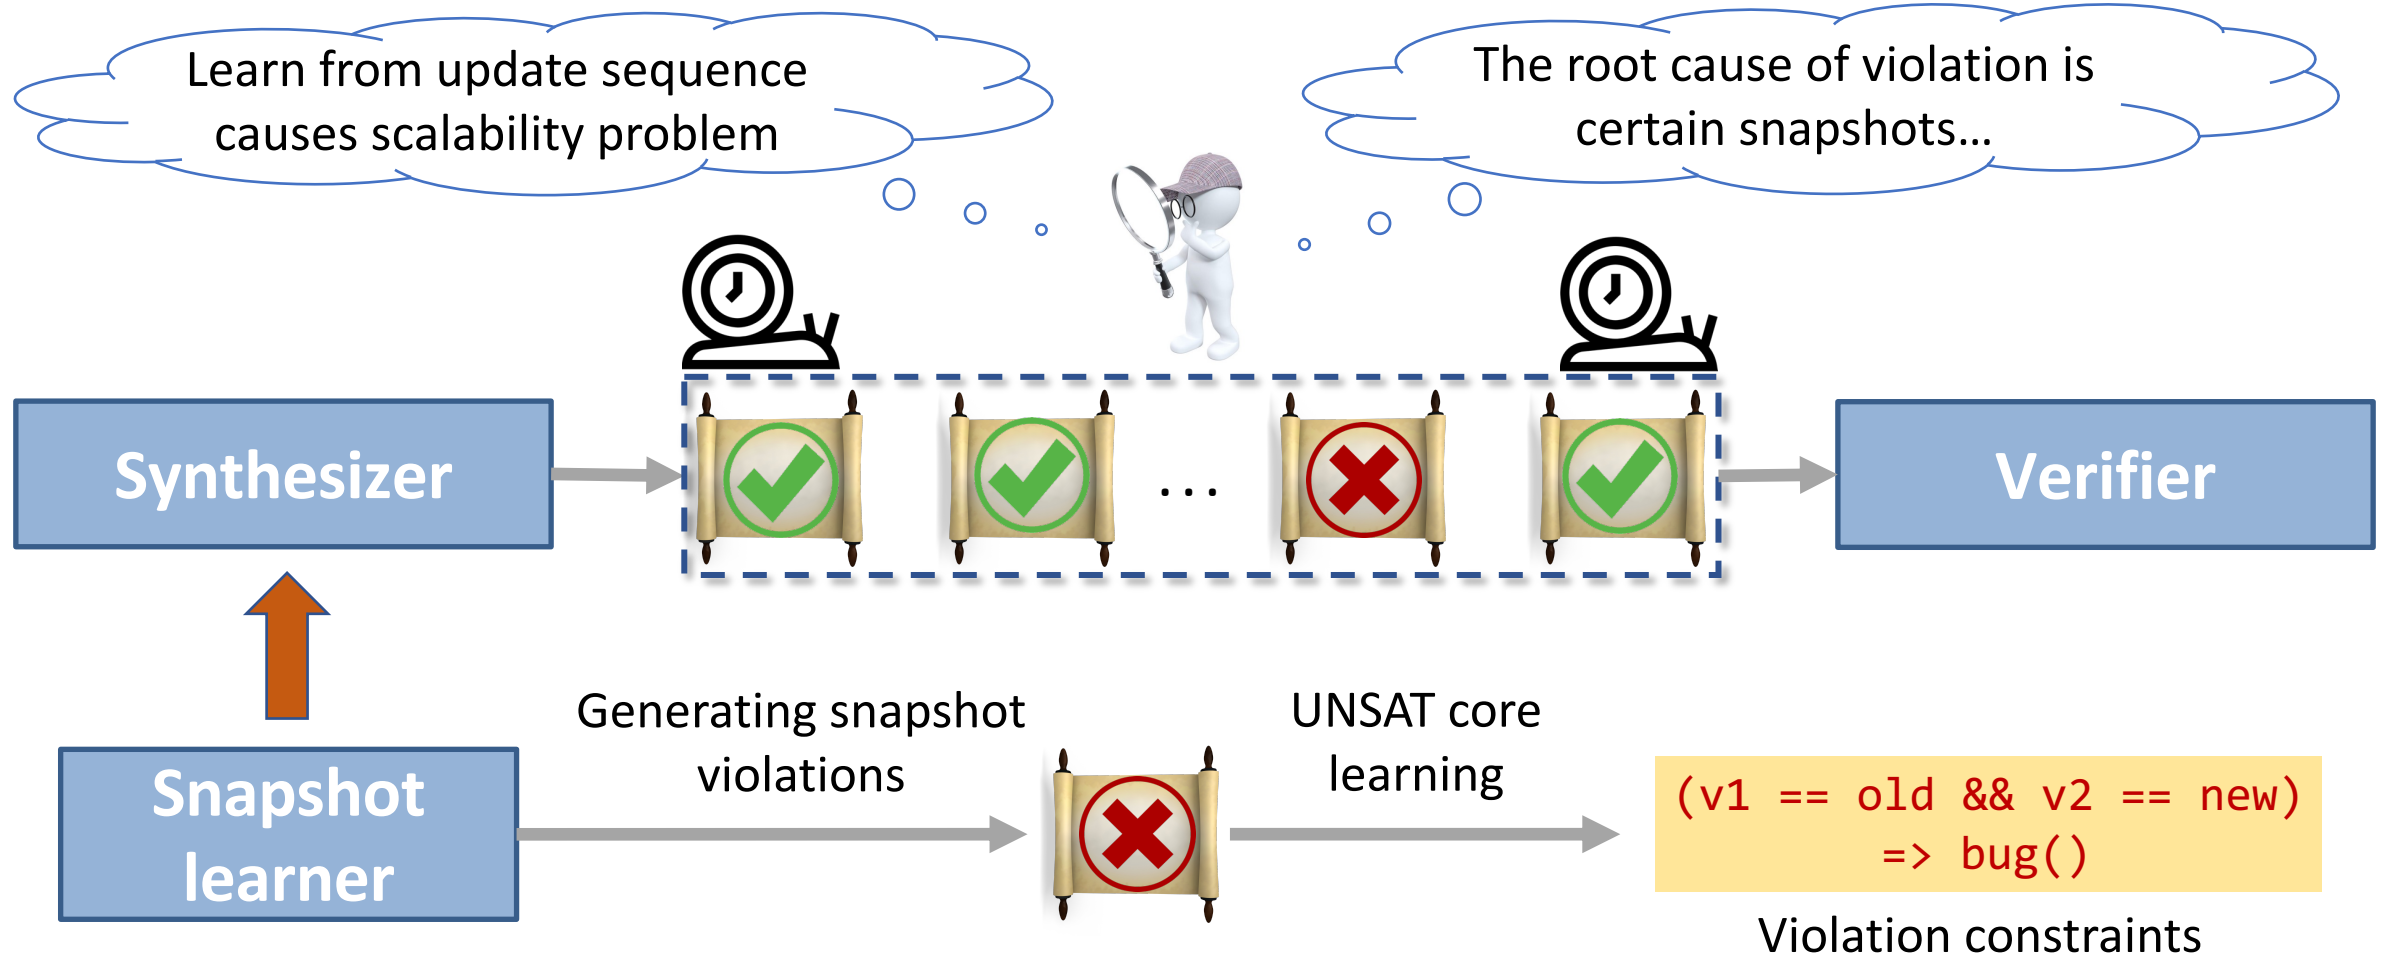 Learn from update sequence
causes scalability problem
The root cause of violation is
certain snapshots...
Synthesizer
...
Verifier
Snapshot
learner
Generating snapshot
violations
UNSAT core
learning
(v1 == old && v2 == new)
=> bug()
Violation constraints